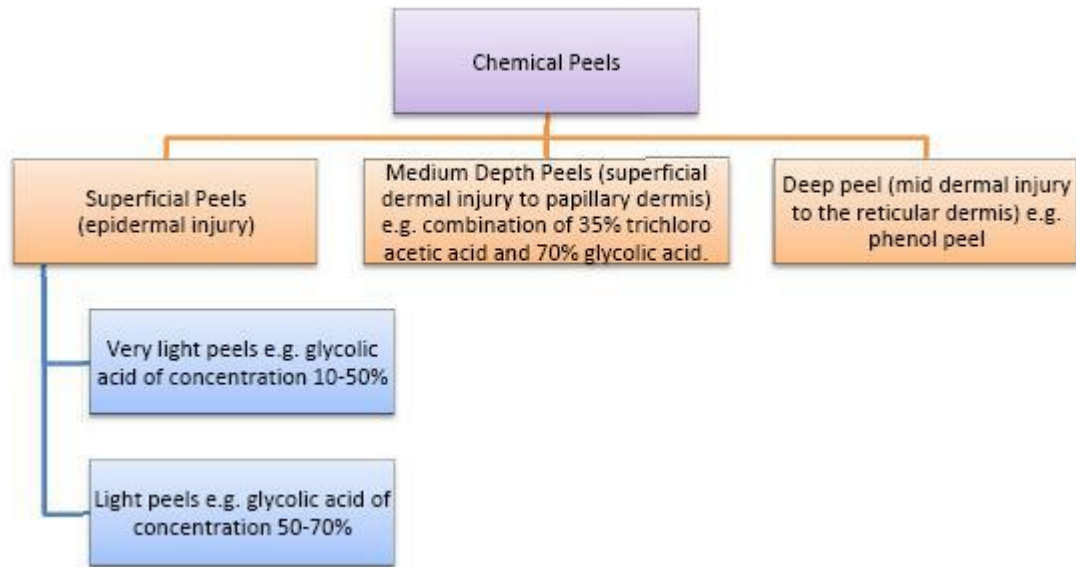 Chemical Peels
Superficial Peels
(epidermal injury)
Medium Depth Peels (superficial
dermal injury to papillary dermis)
e.g. combination of 35% trichloro
acetic acid and 70% glycolic acid.
Deep peel (mid dermal injury
to the reticular dermis) e.g.
phenol peel
Very light peels e.g. glycolic
acid of concentration 10-50%
Light peels e.g. glycolic acid of
concentration 50-70%